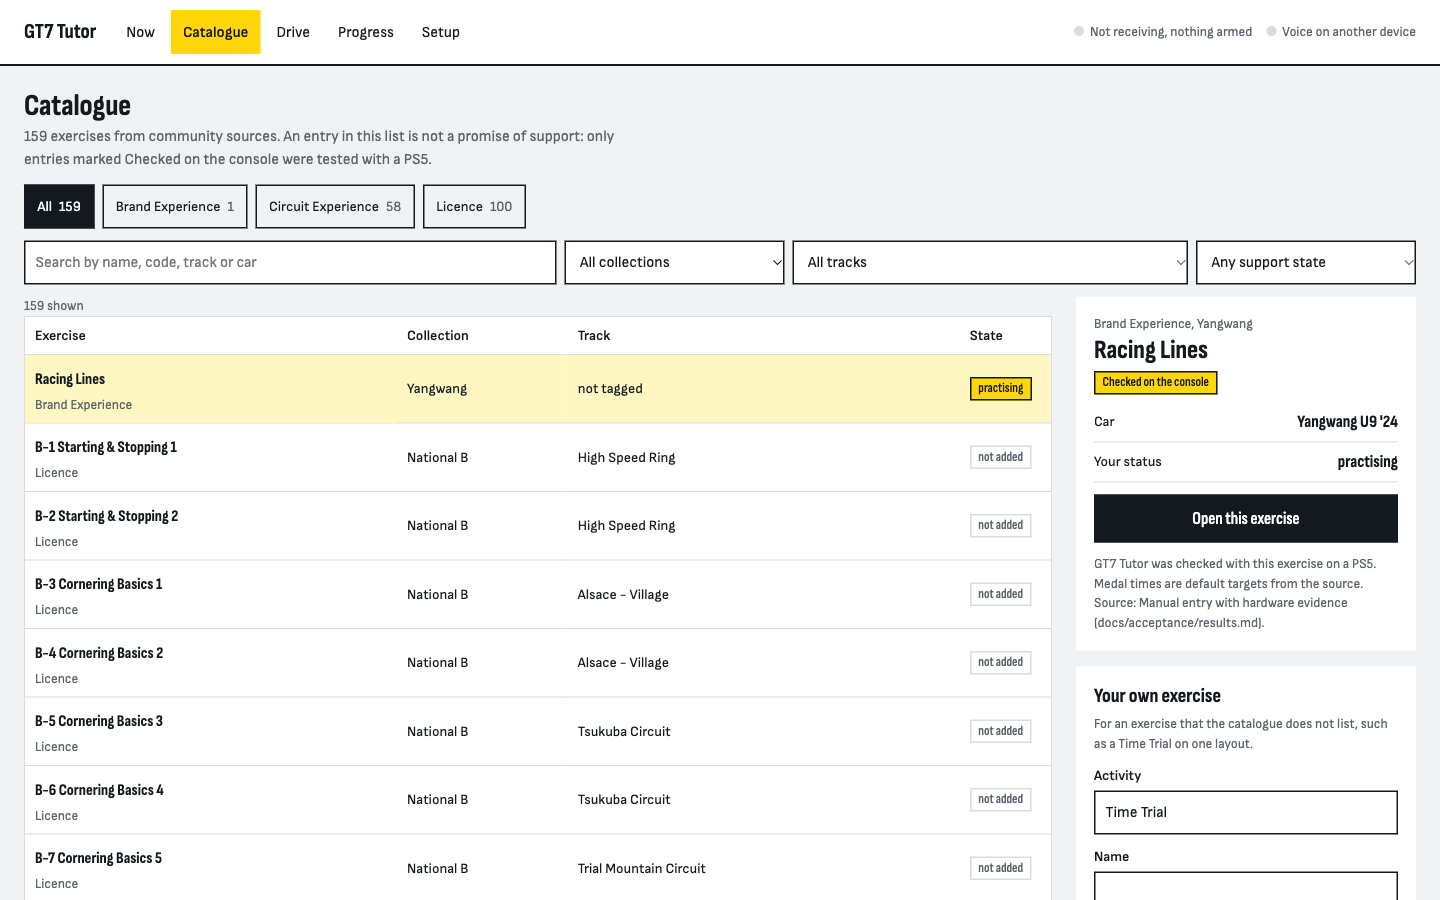 GT7 Tutor
Now
Catalogue
Drive
Progress
Setup
Not receiving, nothing armed
Voice on another device
Catalogue
159 exercises from community sources. An entry in this list is not a promise of support: only
entries marked Checked on the console were tested with a PS5.
All 159
Brand Experience 1
Circuit Experience 58
Licence 100
Search by name, code, track or car
All collections
All tracks
Any support state
159 shown
Exercise
Collection
Track
State
Racing Lines
Brand Experience
Yangwang
not tagged
practising
B-1 Starting & Stopping 1
Licence
National B
High Speed Ring
not added
B-2 Starting & Stopping 2
Licence
National B
High Speed Ring
not added
B-3 Cornering Basics 1
Licence
National B
Alsace - Village
not added
B-4 Cornering Basics 2
Licence
National B
Alsace - Village
not added
B-5 Cornering Basics 3
Licence
National B
Tsukuba Circuit
not added
B-6 Cornering Basics 4
Licence
National B
Tsukuba Circuit
not added
B-7 Cornering Basics 5
Licence
National B
Trial Mountain Circuit
not added
Brand Experience, Yangwang
Racing Lines
Checked on the console
Car
Yangwang U9 '24
Your status
practising
Open this exercise
GT7 Tutor was checked with this exercise on a PS5.
Medal times are default targets from the source.
Source: Manual entry with hardware evidence
(docs/acceptance/results.md).
Your own exercise
For an exercise that the catalogue does not list, such
as a Time Trial on one layout.
Activity
Time Trial
Name